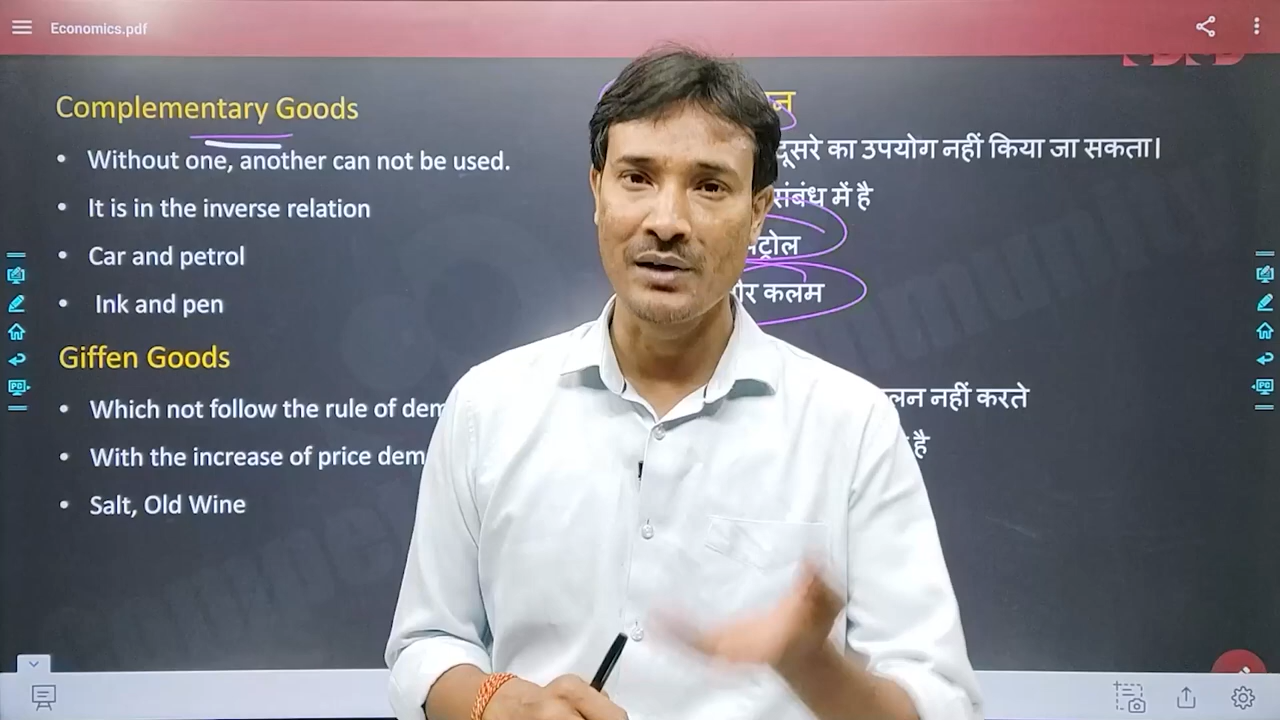 Economics.pdf
Complementary Goods
• Without one, another can not be used.
• It is in the inverse relation
• Car and petrol
• Ink and pen
Giffen Goods
• Which not follow the rule of dem
• With the increase of price dem
• Salt, Old Wine
दूसरे का उपयोग नहीं किया जा सकता।
संबंध में है
कलम
नहीं करते
है
PC
PC